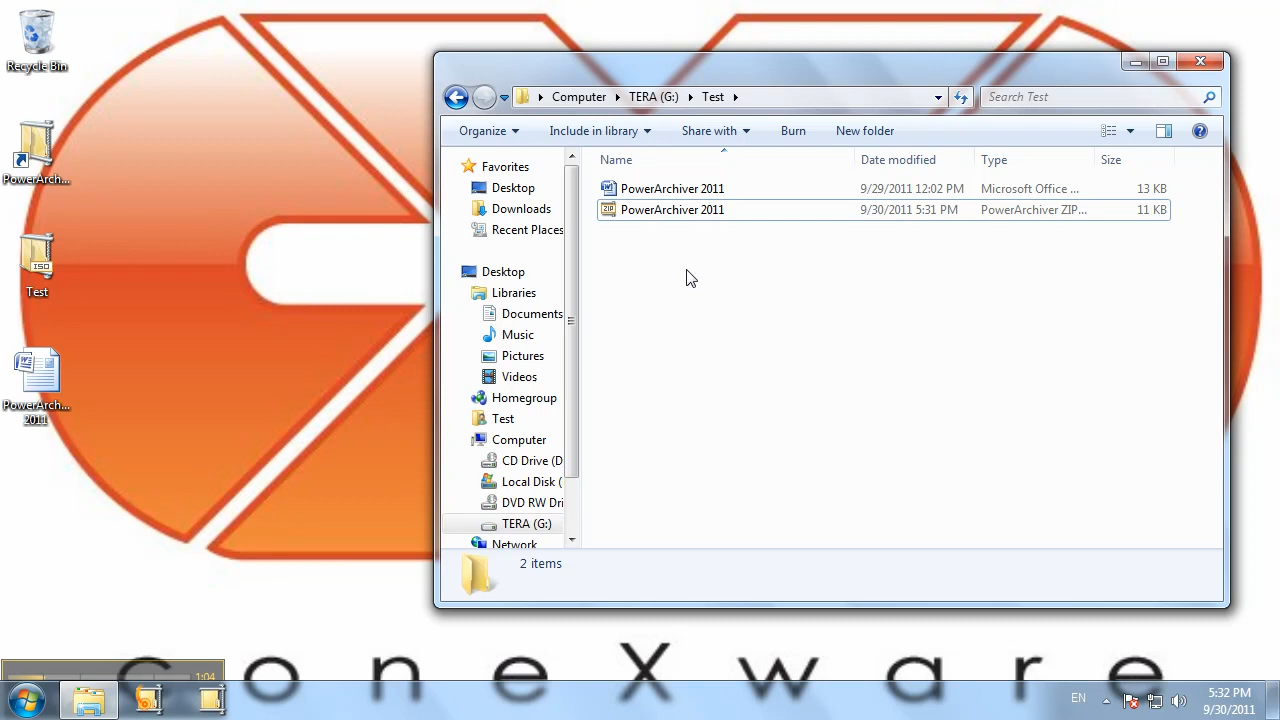 Recycle Bin
PowerArch...
ISO
Test
PowerArch...
2011
Computer
TERA (G:)
Test
Search Test
Organize
Include in library
Share with
Burn
New folder
Favorites
Desktop
Downloads
Recent Places
Desktop
Libraries
Documents
Music
Pictures
Videos
Homegroup
Test
Computer
CD Drive (D
Local Disk (
DVD RW Dri
TERA (G:)
Network
Name Date modified Type Size
PowerArchiver 2011 9/29/2011 12:02 PM Microsoft Office ... 13 KB
ZIP PowerArchiver 2011 9/30/2011 5:31 PM PowerArchiver ZIP... 11 KB
2 items
coneXware
1:04
EN
5:32 PM
9/30/2011